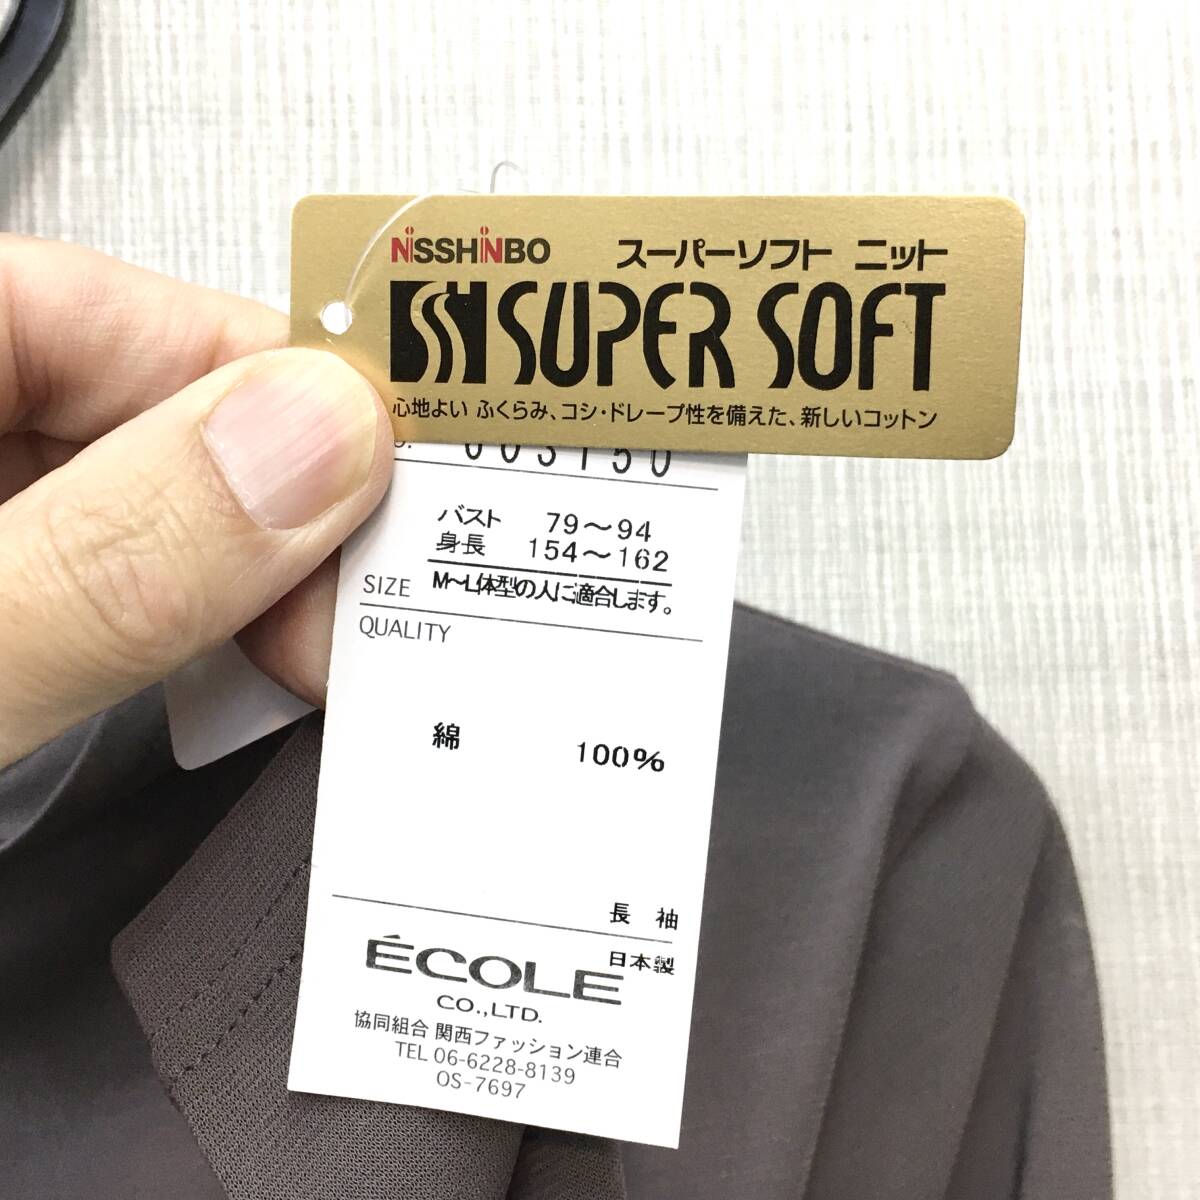 NISSHINBO スーパーソフト ニット
SUPER SOFT
心地よい ふくらみ、コシ・ドレープ性を備えた、新しいコットン
バスト 79～94
身長 154～162
SIZE M～L体型の人に適合します。
QUALITY
綿 100%
長 袖
日本製
ÉCOLE
CO.,LTD.
協同組合 関西ファッション連合
TEL 06-6228-8139
OS-7697